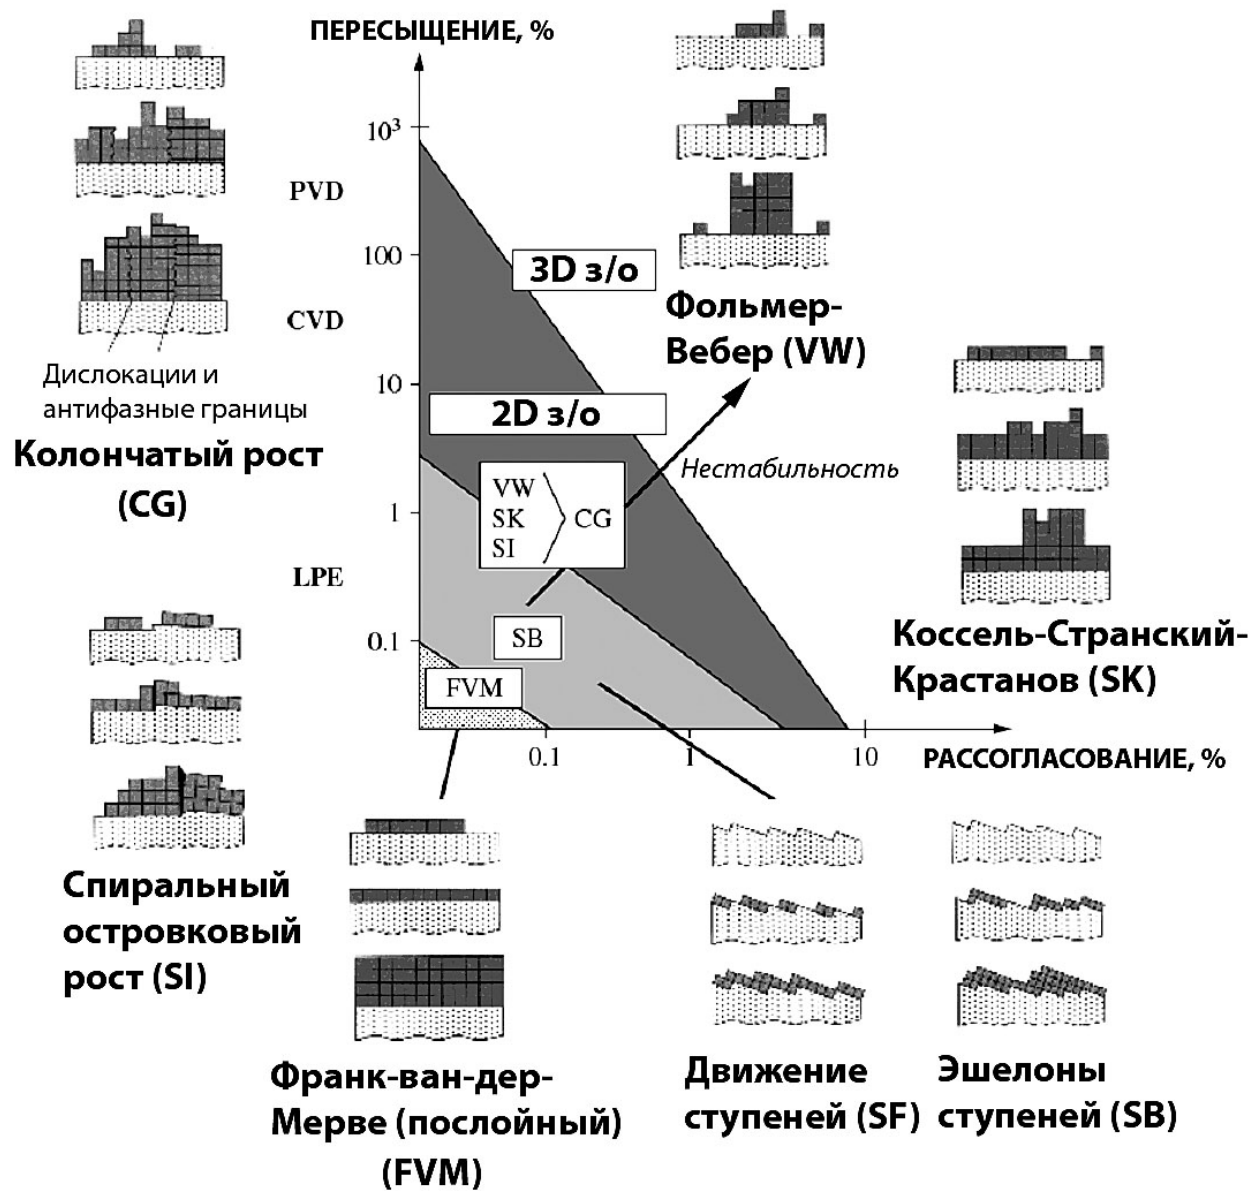 ПЕРЕСЫЩЕНИЕ, %
10³
PVD
100
3D з/о
Фольмер-
Вебер (VW)
CVD
Дислокации и
антифазные границы
Колончатый рост
(CG)
10
2D з/о
Нестабильность
VW
SK
SI
CG
1
LPE
SB
0.1
FVM
Коссель-Странский-
Крастанов (SK)
0.1
1
10
РАССОГЛАСОВАНИЕ, %
Спиральный
островковый
рост (SI)
Франк-ван-дер-
Мерве (послойный)
(FVM)
Движение
ступеней (SF)
Эшелоны
ступеней (SB)